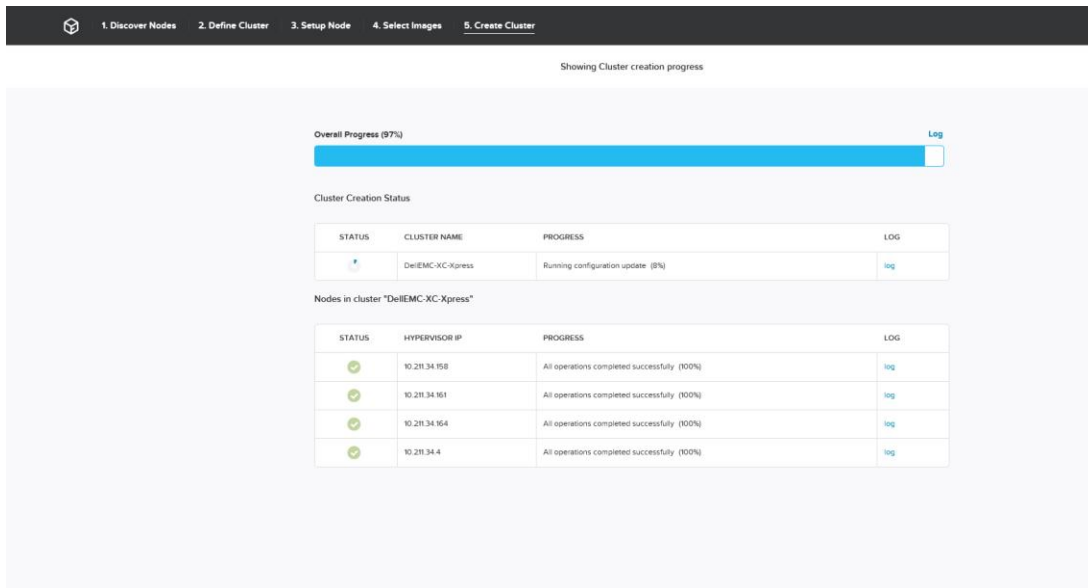 1. Discover Nodes 2. Define Cluster 3. Setup Node 4. Select Images 5. Create Cluster
Showing Cluster creation progress
Overall Progress (97%) Log
Cluster Creation Status
STATUS CLUSTER NAME PROGRESS LOG
DellEMC-XC-Xpress Running configuration update (8%) log
Nodes in cluster "DellEMC-XC-Xpress"
STATUS HYPERVISOR IP PROGRESS LOG
10.211.34.158 All operations completed successfully (100%) log
10.211.34.161 All operations completed successfully (100%) log
10.211.34.164 All operations completed successfully (100%) log
10.211.34.4 All operations completed successfully (100%) log